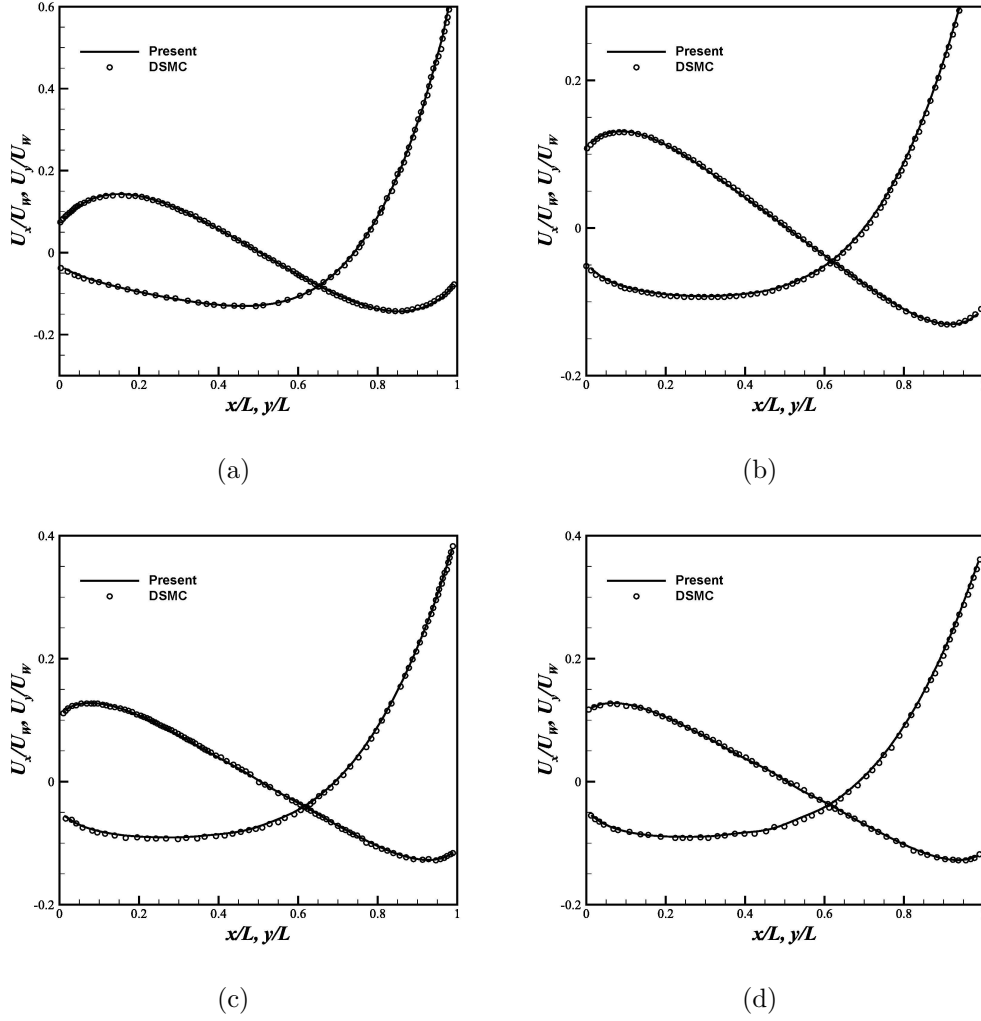 0.6
0.4
0.2
0
-0.2
Present
DSMC
U_x/U_W, U_y/U_W
0 0.2 0.4 0.6 0.8 1
x/L, y/L
(a)
0.2
0
-0.2
Present
DSMC
U_x/U_W, U_y/U_W
0 0.2 0.4 0.6 0.8
x/L, y/L
(b)
0.4
0.2
0
-0.2
Present
DSMC
U_x/U_W, U_y/U_W
0 0.2 0.4 0.6 0.8 1
x/L, y/L
(c)
0.4
0.2
0
-0.2
Present
DSMC
U_x/U_W, U_y/U_W
0 0.2 0.4 0.6 0.8
x/L, y/L
(d)